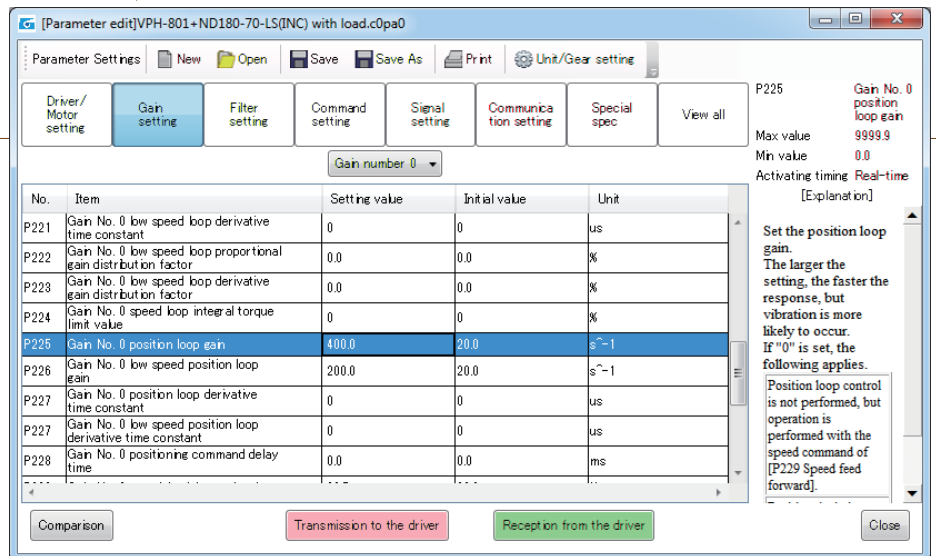 [Parameter edit]VPH-801+ND180-70-LS(INC) with load.c0pa0
Parameter Settings New Open Save Save As Print Unit/Gear setting
Driver/
Motor
setting
Gain
setting
Filter
setting
Command
setting
Signal
setting
Communica
tion setting
Special
spec
View all
Gain number 0
No. Item Setting value Initial value Unit
P221 Gain No. 0 low speed loop derivative
time constant 0 0 us
P222 Gain No. 0 low speed loop proportional
gain distribution factor 0.0 0.0 %
P223 Gain No. 0 low speed loop derivative
gain distribution factor 0.0 0.0 %
P224 Gain No. 0 speed loop integral torque
limit value 0 0 %
P225 Gain No. 0 position loop gain 400.0 20.0 s^-1
P226 Gain No. 0 low speed position loop
gain 200.0 20.0 s^-1
P227 Gain No. 0 position loop derivative
time constant 0 0 us
P227 Gain No. 0 low speed position loop
derivative time constant 0 0 us
P228 Gain No. 0 positioning command delay
time 0.0 0.0 ms
P225 Gain No. 0
position
loop gain
Max value 9999.9
Min value 0.0
Activating timing Real-time
[Explanation]
Set the position loop
gain.
The larger the
setting, the faster the
response, but
vibration is more
likely to occur.
If "0" is set, the
following applies.
Position loop control
is not performed, but
operation is
performed with the
speed command of
[P229 Speed feed
forward].
Comparison
Transmission to the driver
Reception from the driver
Close